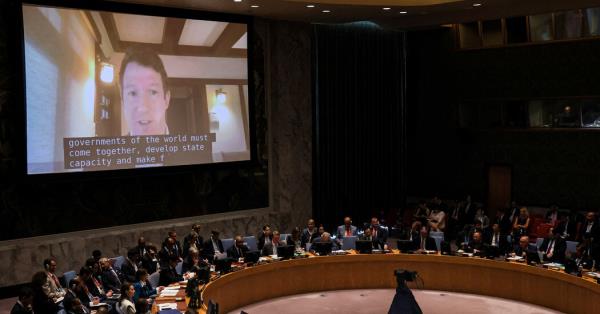 governments of the world must
come together, develop state
capacity and make f